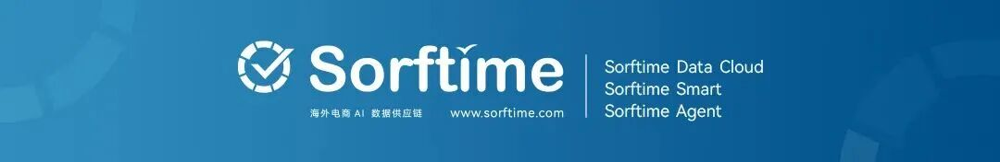 Sorftime
海外电商 AI 数据供应链
www.sorftime.com
Sorftime Data Cloud
Sorftime Smart
Sorftime Agent